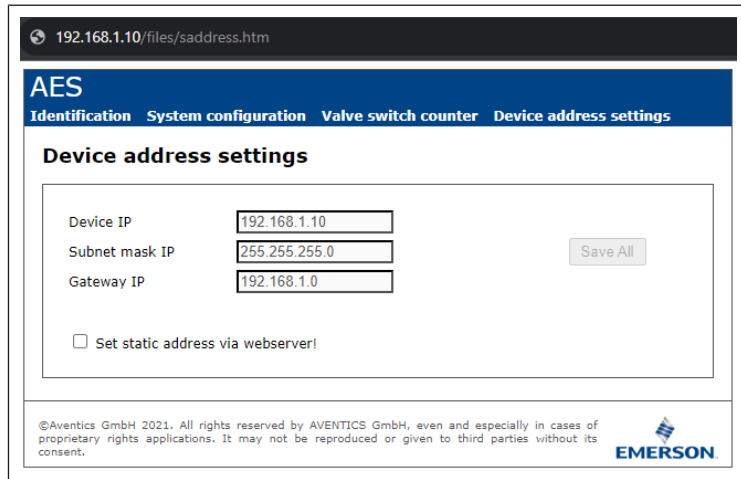 192.168.1.10/files/saddress.htm
AES
Identification System configuration Valve switch counter Device address settings
Device address settings
Device IP 192.168.1.10
Subnet mask IP 255.255.255.0 Save All
Gateway IP 192.168.1.0
Set static address via webserver!
©Aventics GmbH 2021. All rights reserved by AVENTICS GmbH, even and especially in cases of
proprietary rights applications. It may not be reproduced or given to third parties without its
consent.
EMERSON.